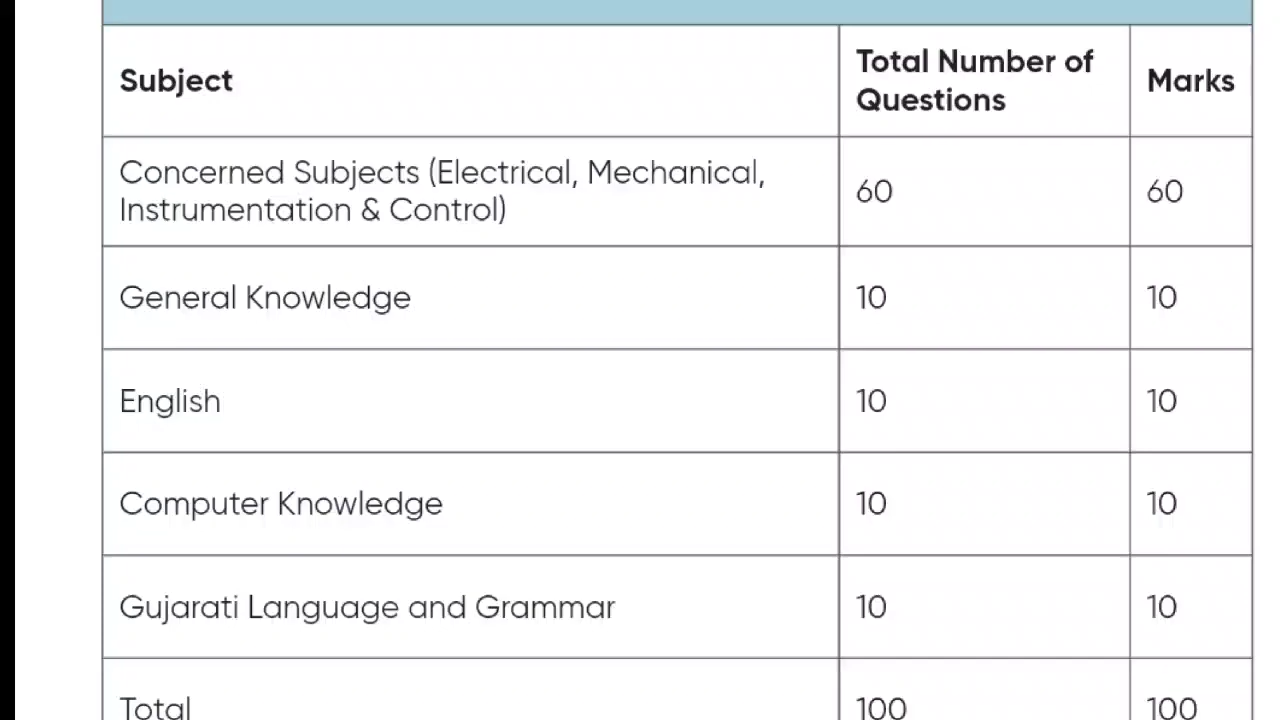 Subject
Total Number of
Questions
Marks
Concerned Subjects (Electrical, Mechanical,
Instrumentation & Control)
60
60
General Knowledge
10
10
English
10
10
Computer Knowledge
10
10
Gujarati Language and Grammar
10
10
Total
100
100